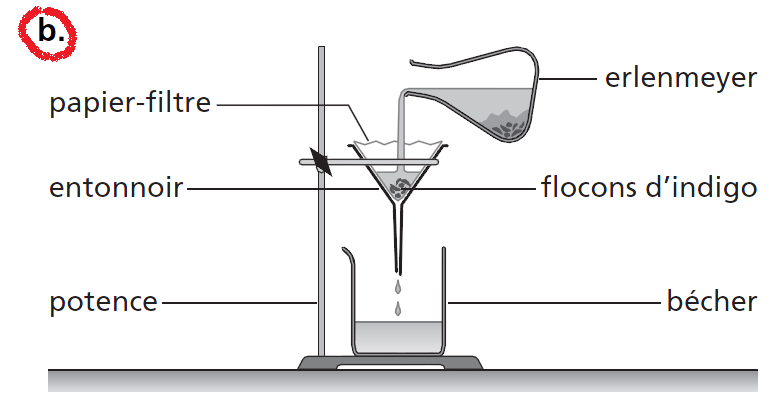 b.
erlenmeyer
papier-filtre
entonnoir
flocons d’indigo
potence
bécher